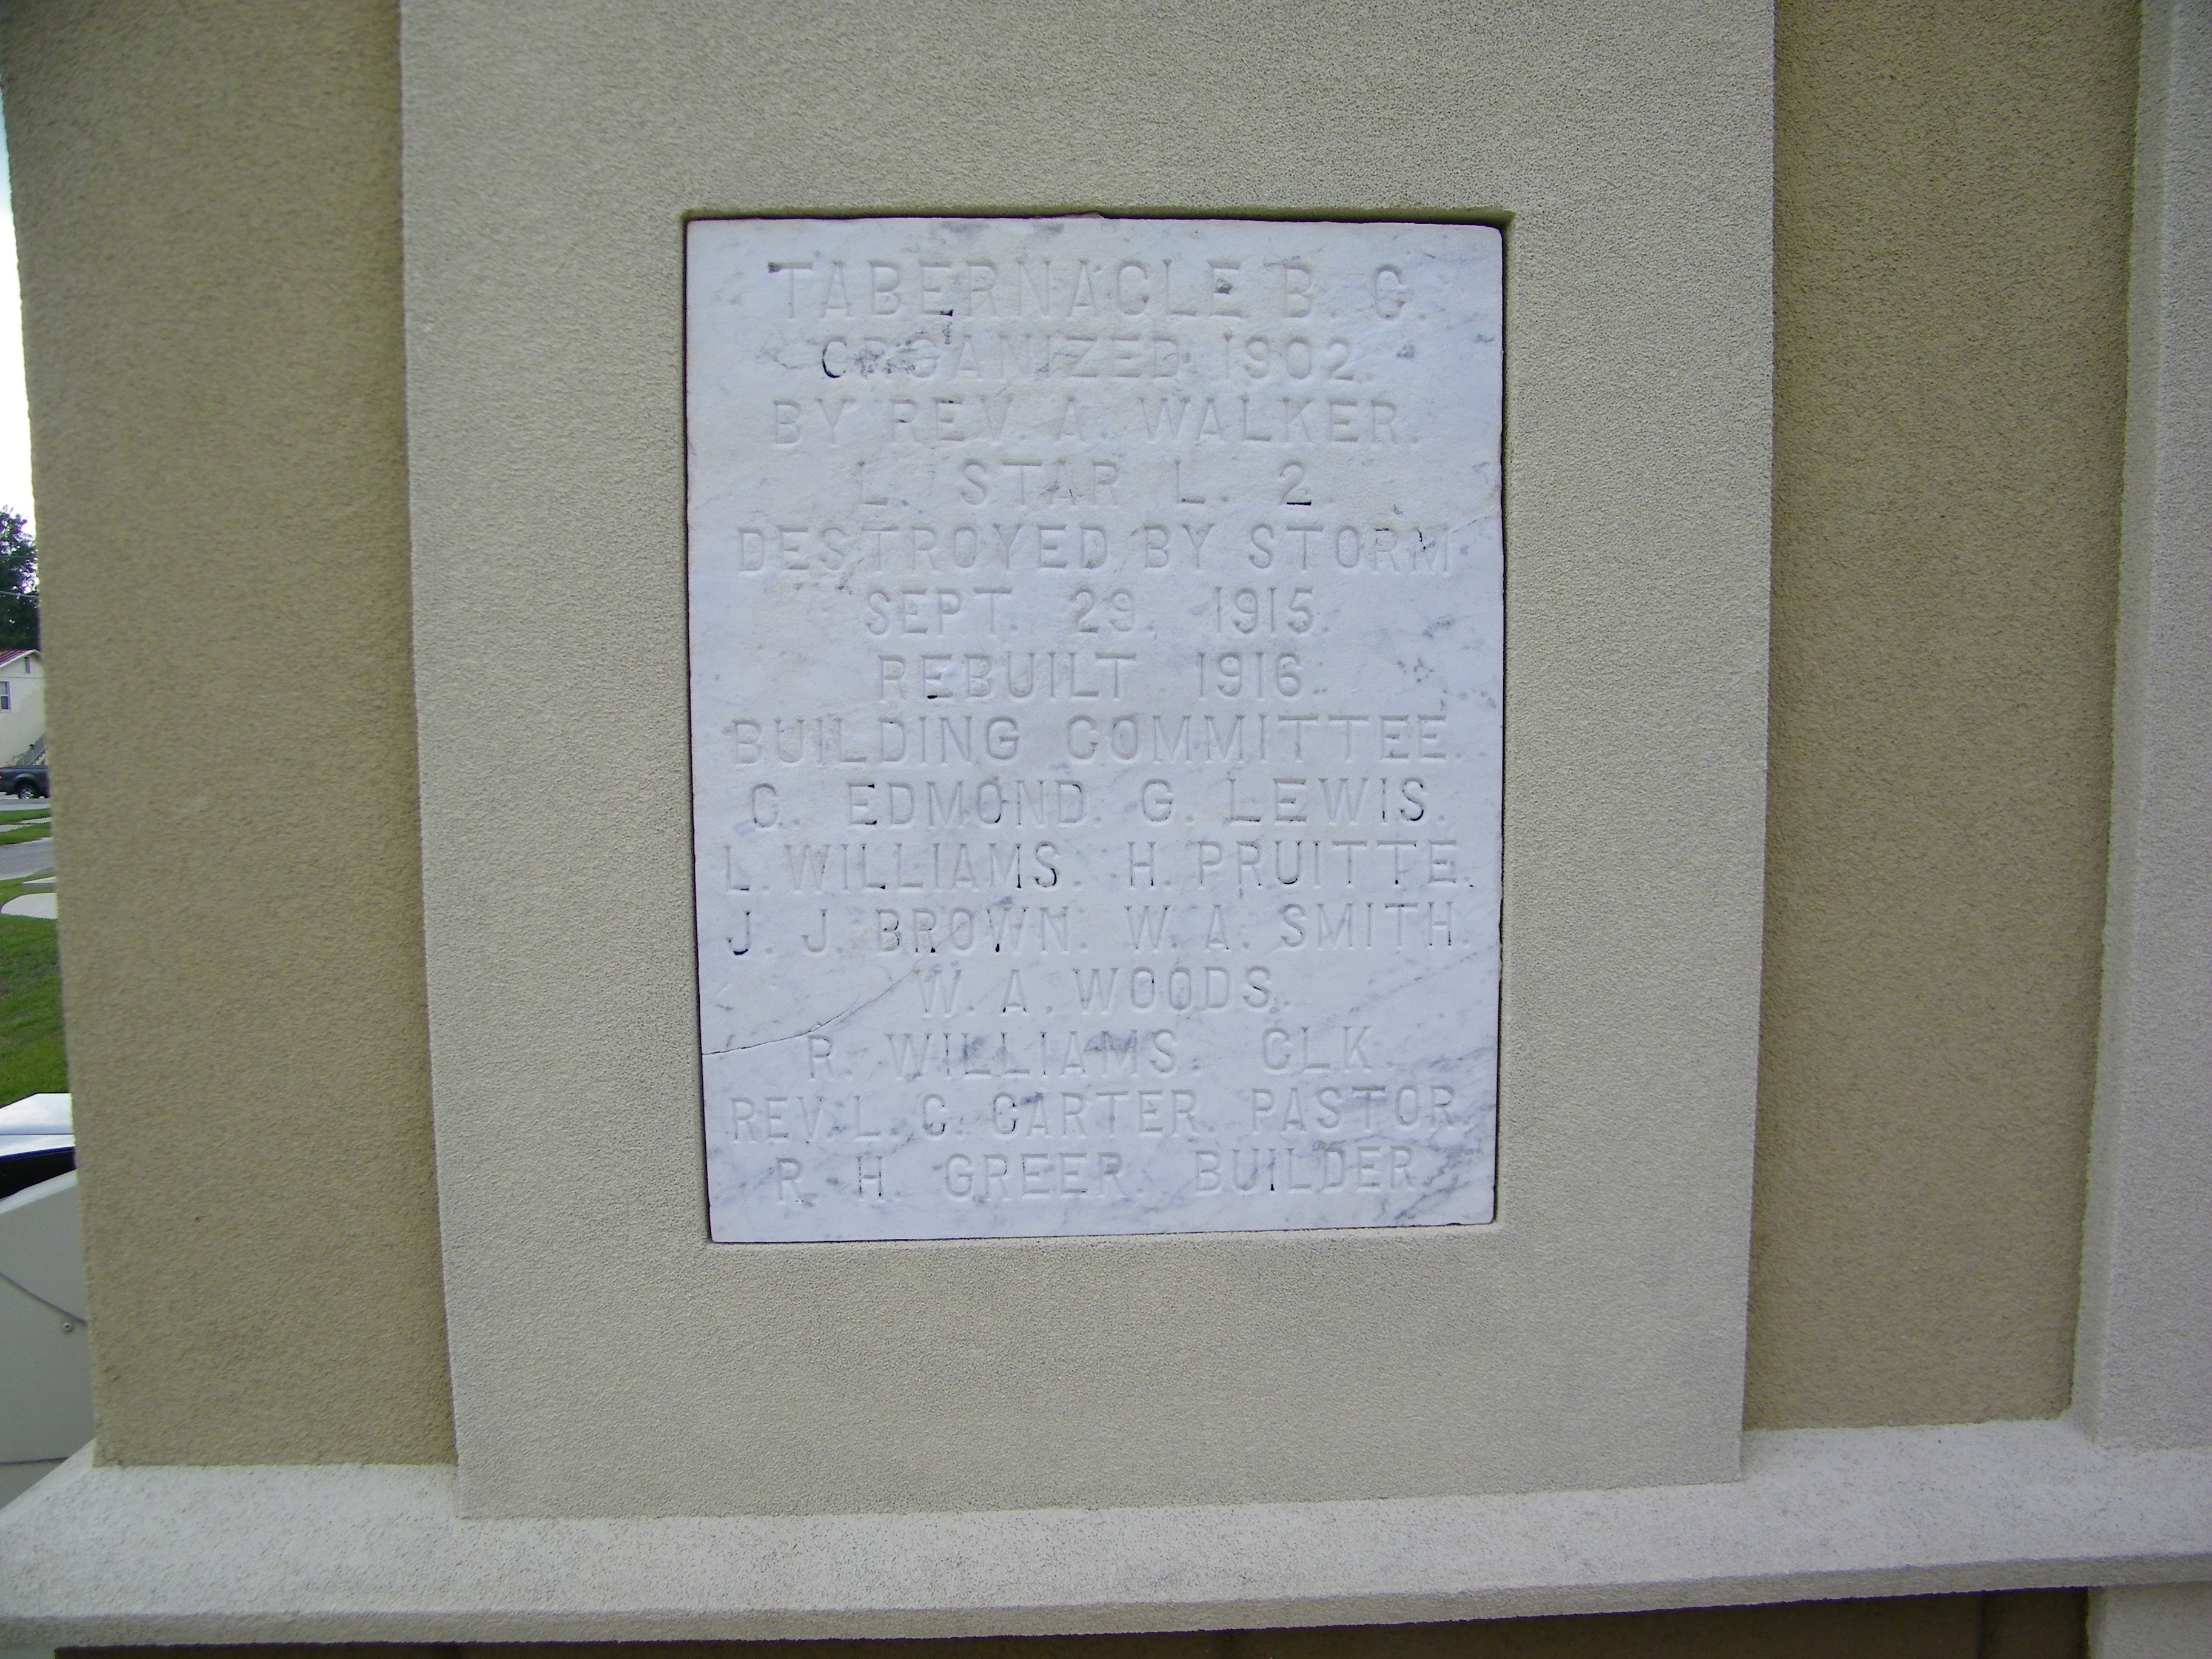 TABERNACLE B. C.
ORGANIZED 1902.
BY REV. A. WALKER.
L. STAR L. 2.
DESTROYED BY STORM
SEPT. 29, 1915.
REBUILT 1916.
BUILDING COMMITTEE.
C. EDMOND. G. LEWIS.
L. WILLIAMS. H. PRUITTE.
J. J. BROWN. W. A. SMITH.
W. A. WOODS.
R. WILLIAMS. CLK.
REV. L. C. CARTER. PASTOR.
R. H. GREER. BUILDER.